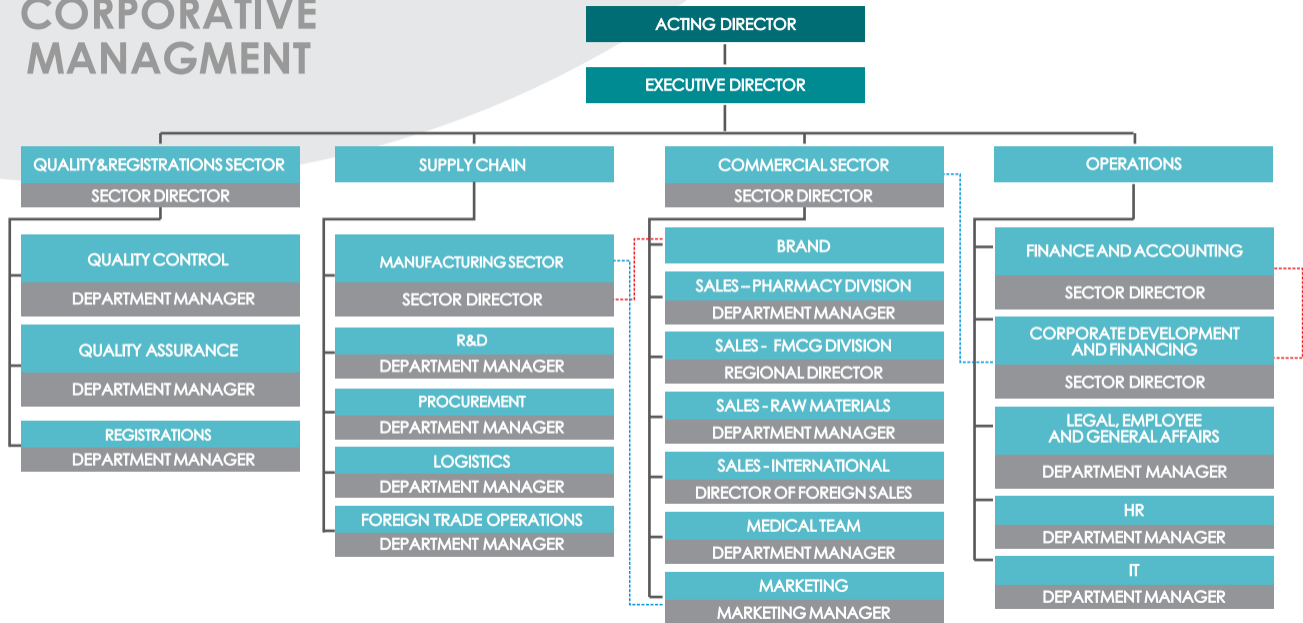 CORPORATIVE
MANAGMENT
ACTING DIRECTOR
EXECUTIVE DIRECTOR
QUALITY&REGISTRATIONS SECTOR
SECTOR DIRECTOR
QUALITY CONTROL
DEPARTMENT MANAGER
QUALITY ASSURANCE
DEPARTMENT MANAGER
REGISTRATIONS
DEPARTMENT MANAGER
SUPPLY CHAIN
MANUFACTURING SECTOR
SECTOR DIRECTOR
R&D
DEPARTMENT MANAGER
PROCUREMENT
DEPARTMENT MANAGER
LOGISTICS
DEPARTMENT MANAGER
FOREIGN TRADE OPERATIONS
DEPARTMENT MANAGER
COMMERCIAL SECTOR
SECTOR DIRECTOR
BRAND
SALES – PHARMACY DIVISION
DEPARTMENT MANAGER
SALES - FMCG DIVISION
REGIONAL DIRECTOR
SALES - RAW MATERIALS
DEPARTMENT MANAGER
SALES - INTERNATIONAL
DIRECTOR OF FOREIGN SALES
MEDICAL TEAM
DEPARTMENT MANAGER
MARKETING
MARKETING MANAGER
OPERATIONS
FINANCE AND ACCOUNTING
SECTOR DIRECTOR
CORPORATE DEVELOPMENT
AND FINANCING
SECTOR DIRECTOR
LEGAL, EMPLOYEE
AND GENERAL AFFAIRS
DEPARTMENT MANAGER
HR
DEPARTMENT MANAGER
IT
DEPARTMENT MANAGER